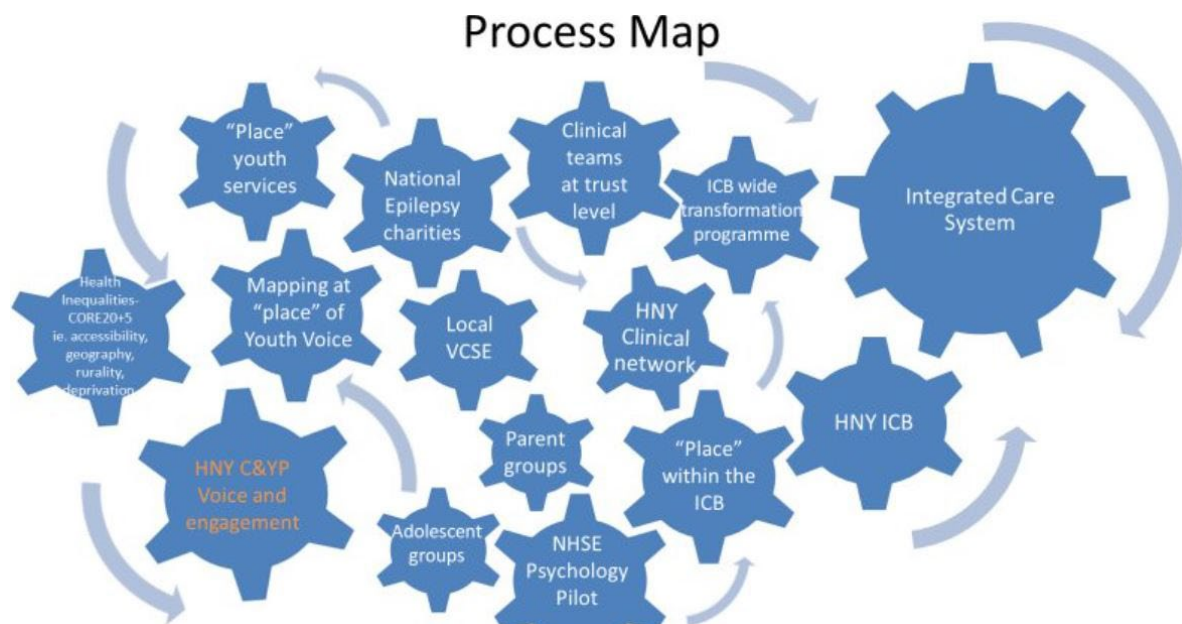 Process Map
"Place"
youth
services
National
Epilepsy
charities
Clinical
teams
at trust
level
ICB wide
transformation
programme
Integrated Care
System
Health
Inequalities-
CORE20+5
ie. accessibility,
geography,
rurality,
deprivation
Mapping at
"place" of
Youth Voice
Local
VCSE
HNY
Clinical
network
HNY ICB
HNY C&YP
Voice and
engagement
Parent
groups
"Place"
within the
ICB
Adolescent
groups
NHSE
Psychology
Pilot